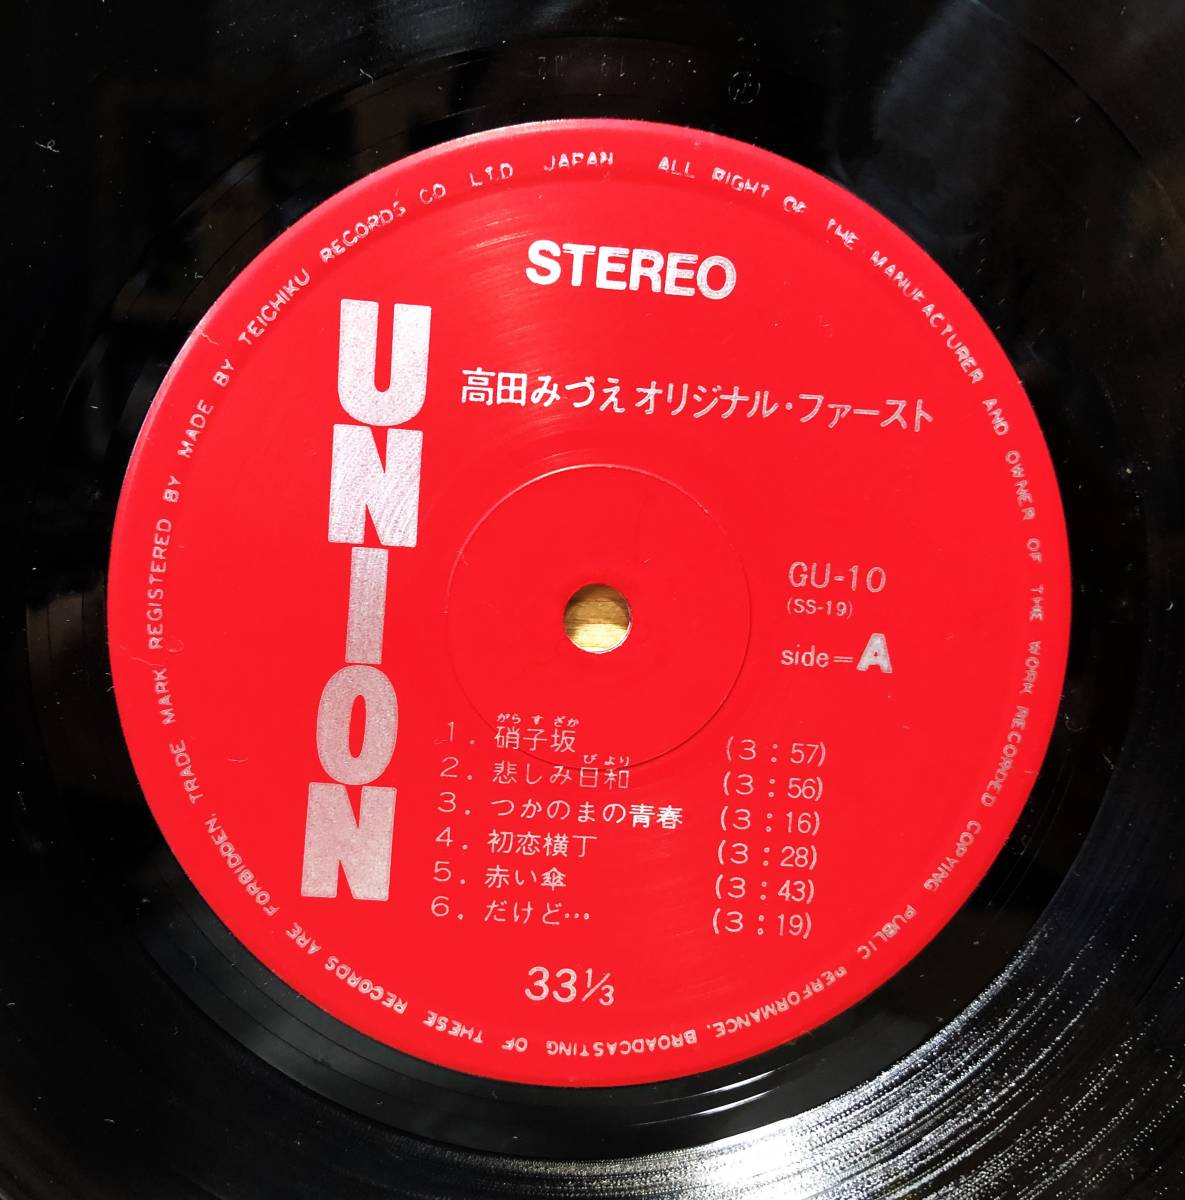 TRADE MARK REGISTERED BY MADE BY TEICHIKU RECORDS CO LTD JAPAN ALL RIGHT OF THE MANUFACTURER AND OWNER OF THE WORK RECORDED COPYING PUBLIC PERFORMANCE. BROADCASTING OF THESE RECORDS ARE FORBIDDEN.
STEREO
UNION
高田みづえオリジナル・ファースト
GU-10
(SS-19)
side=A
がらすざか
1. 硝子坂 (3:57)
びより
2. 悲しみ日和 (3:56)
3. つかのまの青春 (3:16)
4. 初恋横丁 (3:28)
5. 赤い傘 (3:43)
6. だけど… (3:19)
33⅓